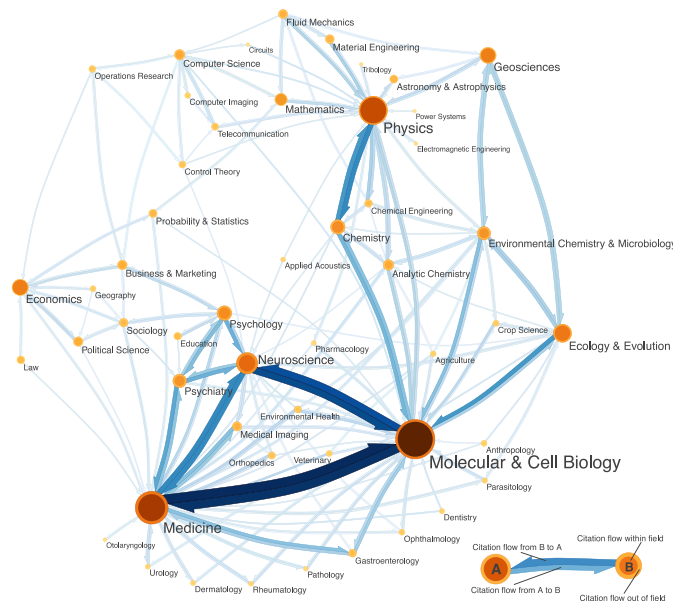 Fluid Mechanics
Circuits
Material Engineering
Computer Science
Tribology
Geosciences
Operations Research
Astronomy & Astrophysics
Computer Imaging
Mathematics
Power Systems
Physics
Telecommunication
Electromagnetic Engineering
Control Theory
Probability & Statistics
Chemical Engineering
Chemistry
Environmental Chemistry & Microbiology
Applied Acoustics
Analytic Chemistry
Business & Marketing
Economics
Geography
Psychology
Sociology
Crop Science
Education
Ecology & Evolution
Political Science
Pharmacology
Neuroscience
Agriculture
Law
Psychiatry
Environmental Health
Medical Imaging
Anthropology
Orthopedics
Veterinary
Molecular & Cell Biology
Parasitology
Medicine
Dentistry
Ophthalmology
Otolaryngology
Gastroenterology
Urology
Pathology
Dermatology
Rheumatology
Citation flow from B to A
Citation flow within field
A
B
Citation flow from A to B
Citation flow out of field